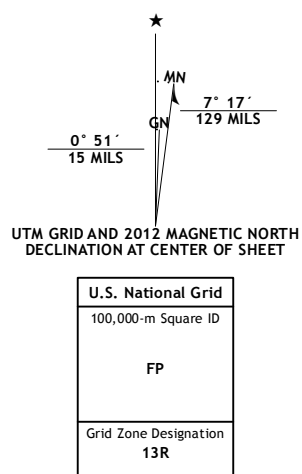 ★
MN
GN
7° 17´
129 MILS
0° 51´
15 MILS
UTM GRID AND 2012 MAGNETIC NORTH
DECLINATION AT CENTER OF SHEET
U.S. National Grid
100,000-m Square ID
FP
Grid Zone Designation
13R